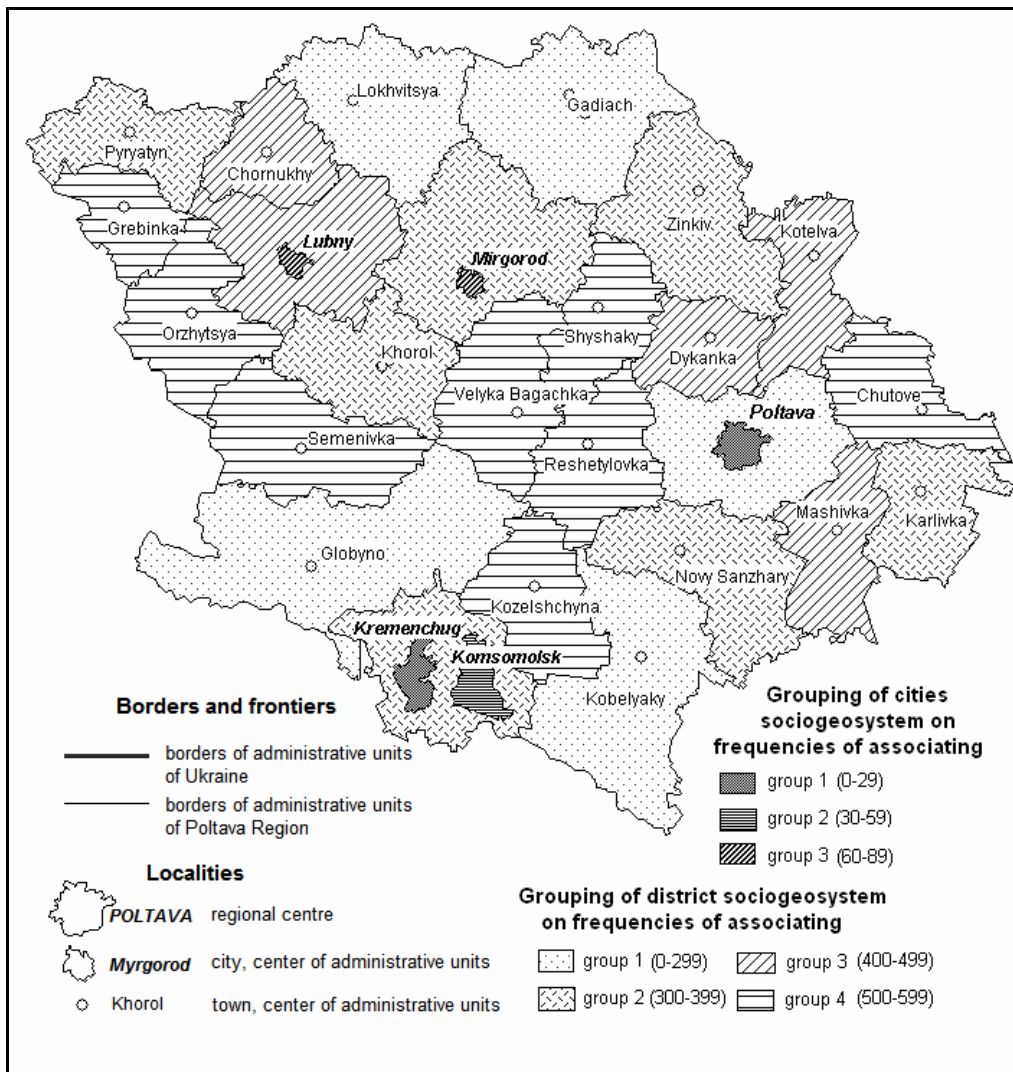 Lokhvitsya
Gadiach
Pyryatyn
Chornukhy
Grebinka
Zinkiv
Kotelva
Lubny
Mirgorod
Orzhytsya
Shyshaky
Khorol
Dykanka
Velyka Bagachka
Chutove
Poltava
Semenivka
Reshetylovka
Mashivka
Karlivka
Globyno
Novy Sanzhary
Kozelshchyna
Kremenchug
Komsomolsk
Kobelyaky
Borders and frontiers
borders of administrative units
of Ukraine
borders of administrative units
of Poltava Region
Grouping of cities
sociogeosystem on
frequencies of associating
group 1 (0-29)
group 2 (30-59)
group 3 (60-89)
Localities
POLTAVA regional centre
Myrgorod city, center of administrative units
Khorol town, center of administrative units
Grouping of district sociogeosystem
on frequencies of associating
group 1 (0-299) group 3 (400-499)
group 2 (300-399) group 4 (500-599)